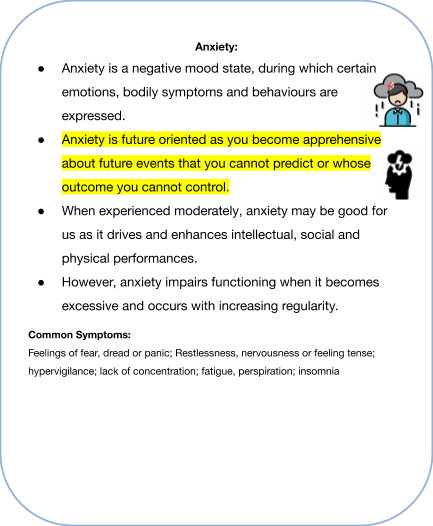 Anxiety:
● Anxiety is a negative mood state, during which certain
emotions, bodily symptoms and behaviours are
expressed.
● Anxiety is future oriented as you become apprehensive
about future events that you cannot predict or whose
outcome you cannot control.
● When experienced moderately, anxiety may be good for
us as it drives and enhances intellectual, social and
physical performances.
● However, anxiety impairs functioning when it becomes
excessive and occurs with increasing regularity.
Common Symptoms:
Feelings of fear, dread or panic; Restlessness, nervousness or feeling tense;
hypervigilance; lack of concentration; fatigue, perspiration; insomnia